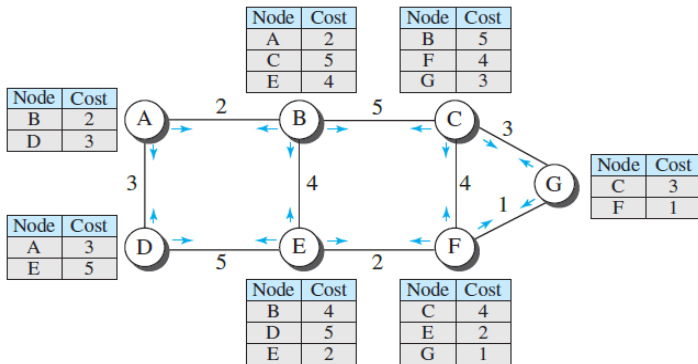 Node Cost
A 2
C 5
E 4
Node Cost
B 5
F 4
G 3
Node Cost
B 2
D 3
A 2 B 5 C
3
3 4 4
G
1
Node Cost
C 3
F 1
Node Cost
A 3
E 5
D 5 E 2 F
Node Cost
B 4
D 5
E 2
Node Cost
C 4
E 2
G 1